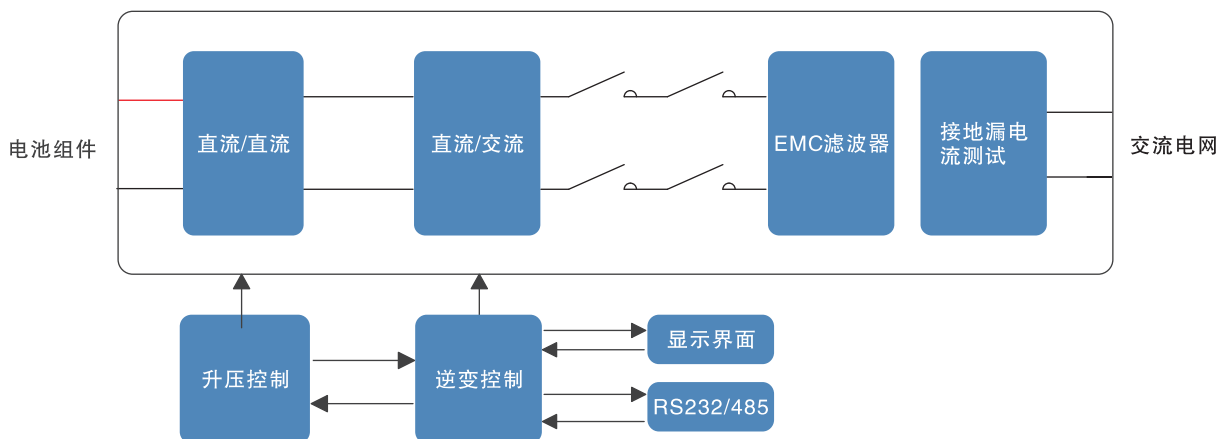 电池组件
直流/直流
直流/交流
EMC滤波器
接地漏电
流测试
交流电网
升压控制
逆变控制
显示界面
RS232/485